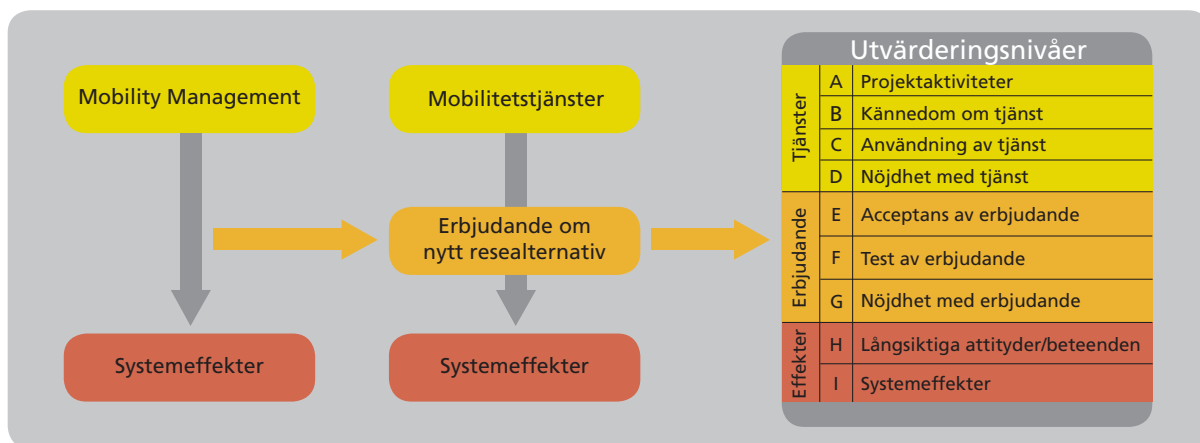 Mobility Management
Systemeffekter
Mobilitetstjänster
Erbjudande om
nytt resealternativ
Systemeffekter
Utvärderingsnivåer
Tjänster
A Projektaktiviteter
B Kännedom om tjänst
C Användning av tjänst
D Nöjdhet med tjänst
Erbjudande
E Acceptans av erbjudande
F Test av erbjudande
G Nöjdhet med erbjudande
Effekter
H Långsiktiga attityder/beteenden
I Systemeffekter